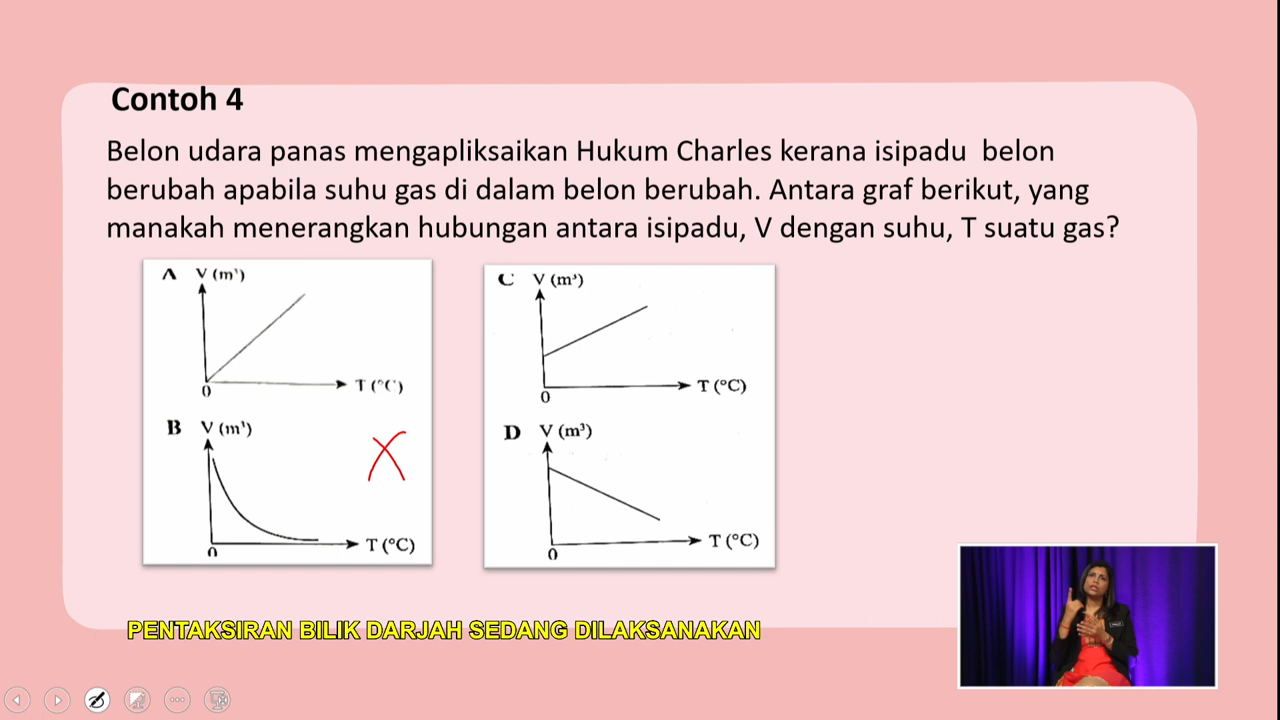 Contoh 4
Belon udara panas mengapliksaikan Hukum Charles kerana isipadu belon
berubah apabila suhu gas di dalam belon berubah. Antara graf berikut, yang
manakah menerangkan hubungan antara isipadu, V dengan suhu, T suatu gas?
A V (m³)
0 T (°C)
B V (m³)
0 T (°C)
C V (m³)
0 T (°C)
D V (m³)
0 T (°C)
PENTAKSIRAN BILIK DARJAH SEDANG DILAKSANAKAN